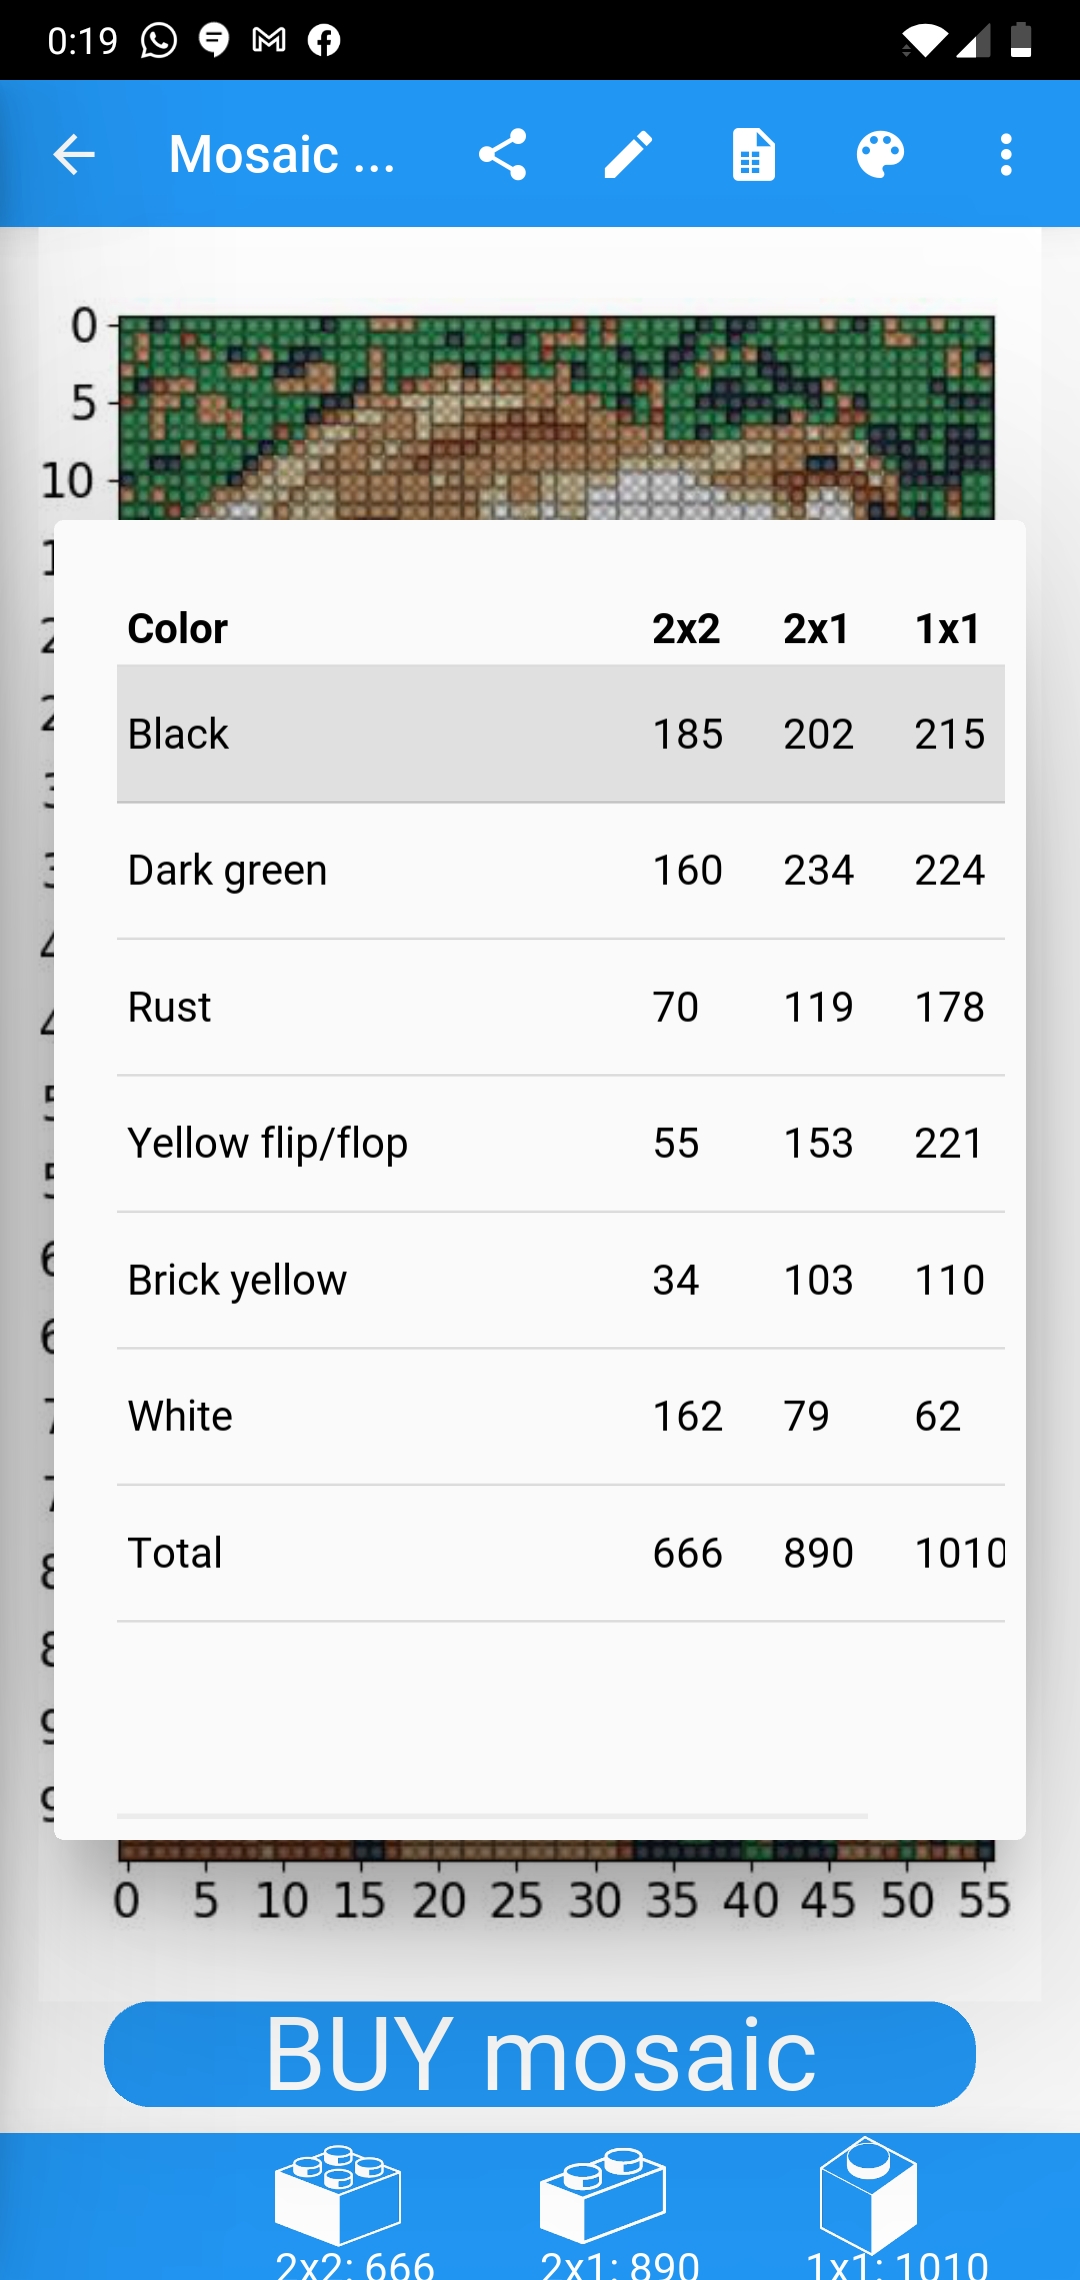 0:19
Mosaic ...
0
5
10
Color 2x2 2x1 1x1
Black 185 202 215
Dark green 160 234 224
Rust 70 119 178
Yellow flip/flop 55 153 221
Brick yellow 34 103 110
White 162 79 62
Total 666 890 1010
0 5 10 15 20 25 30 35 40 45 50 55
BUY mosaic
2x2: 666 2x1: 890 1x1: 1010